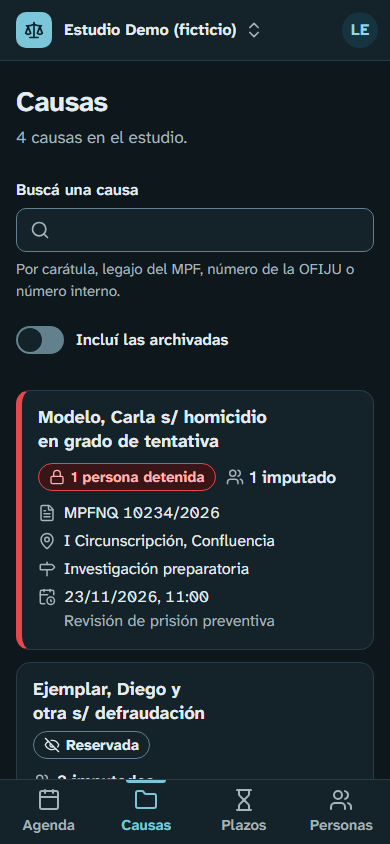 Estudio Demo (ficticio)
LE
Causas
4 causas en el estudio.
Buscá una causa
Por carátula, legajo del MPF, número de la OFIJU o
número interno.
Incluí las archivadas
Modelo, Carla s/ homicidio
en grado de tentativa
1 persona detenida
1 imputado
MPFNQ 10234/2026
I Circunscripción, Confluencia
Investigación preparatoria
23/11/2026, 11:00
Revisión de prisión preventiva
Ejemplar, Diego y
otra s/ defraudación
Reservada
Agenda
Causas
Plazos
Personas